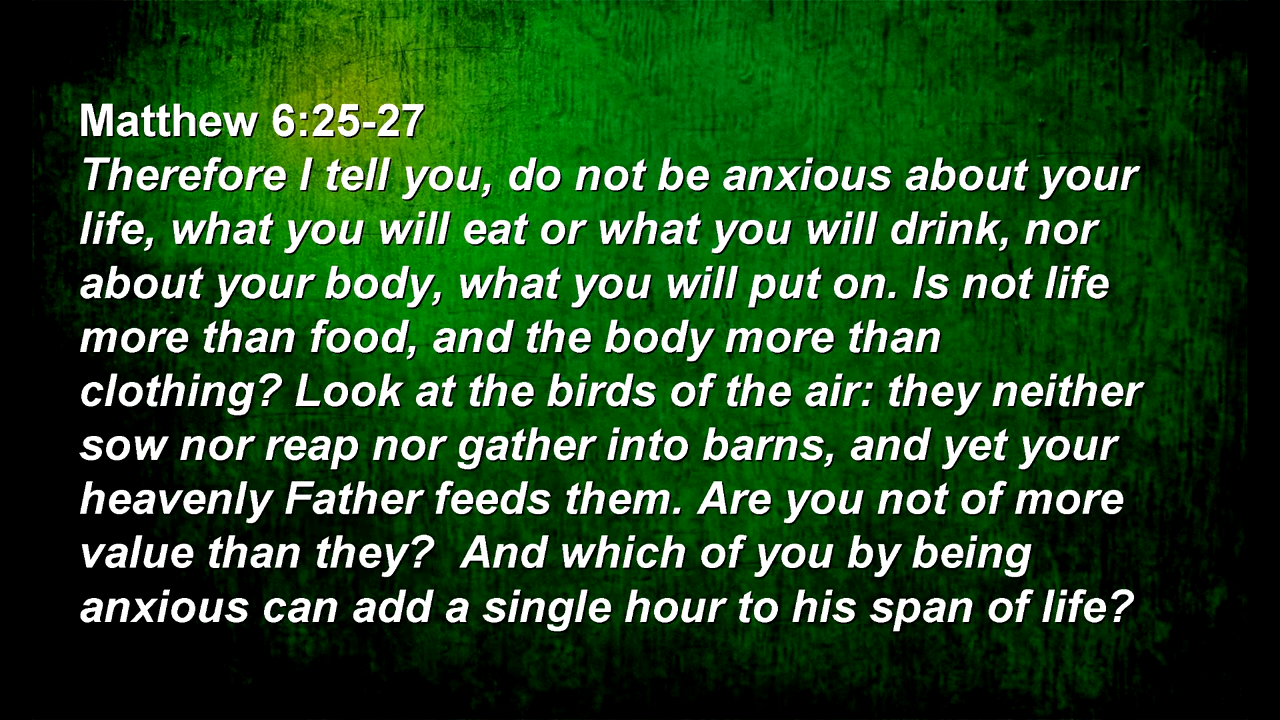 Matthew 6:25-27
Therefore I tell you, do not be anxious about your
life, what you will eat or what you will drink, nor
about your body, what you will put on. Is not life
more than food, and the body more than
clothing? Look at the birds of the air: they neither
sow nor reap nor gather into barns, and yet your
heavenly Father feeds them. Are you not of more
value than they?  And which of you by being
anxious can add a single hour to his span of life?